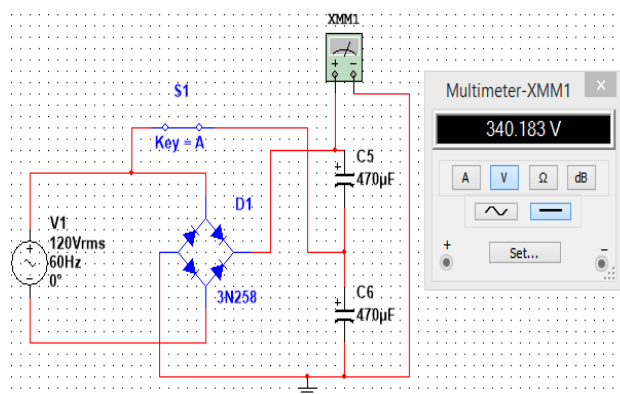 XMM1
S1
Key = A
C5
470µF
D1
V1
120Vrms
60Hz
0°
3N258
C6
470µF
Multimeter-XMM1
x
340.183 V
A V Ω dB
+ Set... −